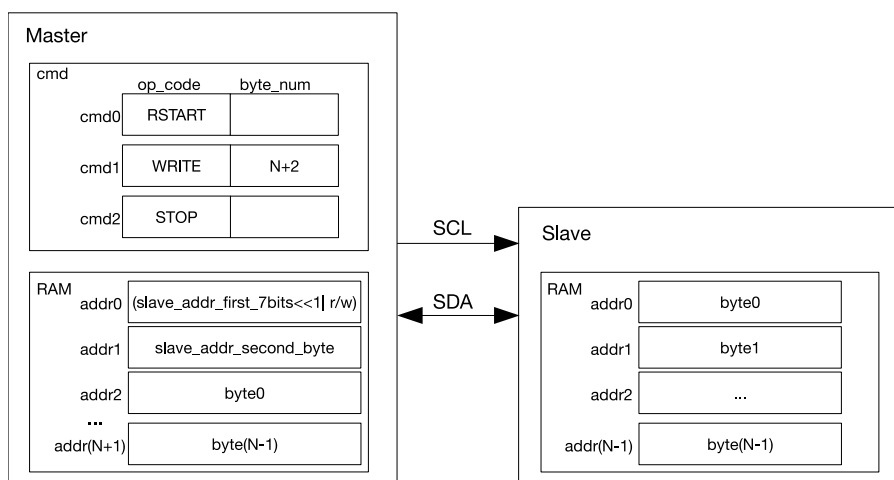 Master
cmd
op_code byte_num
cmd0 RSTART
cmd1 WRITE N+2
cmd2 STOP
RAM
addr0 (slave_addr_first_7bits<<1| r/w)
addr1 slave_addr_second_byte
addr2 byte0
...
addr(N+1) byte(N-1)
SCL
SDA
Slave
RAM
addr0 byte0
addr1 byte1
addr2 ...
addr(N-1) byte(N-1)